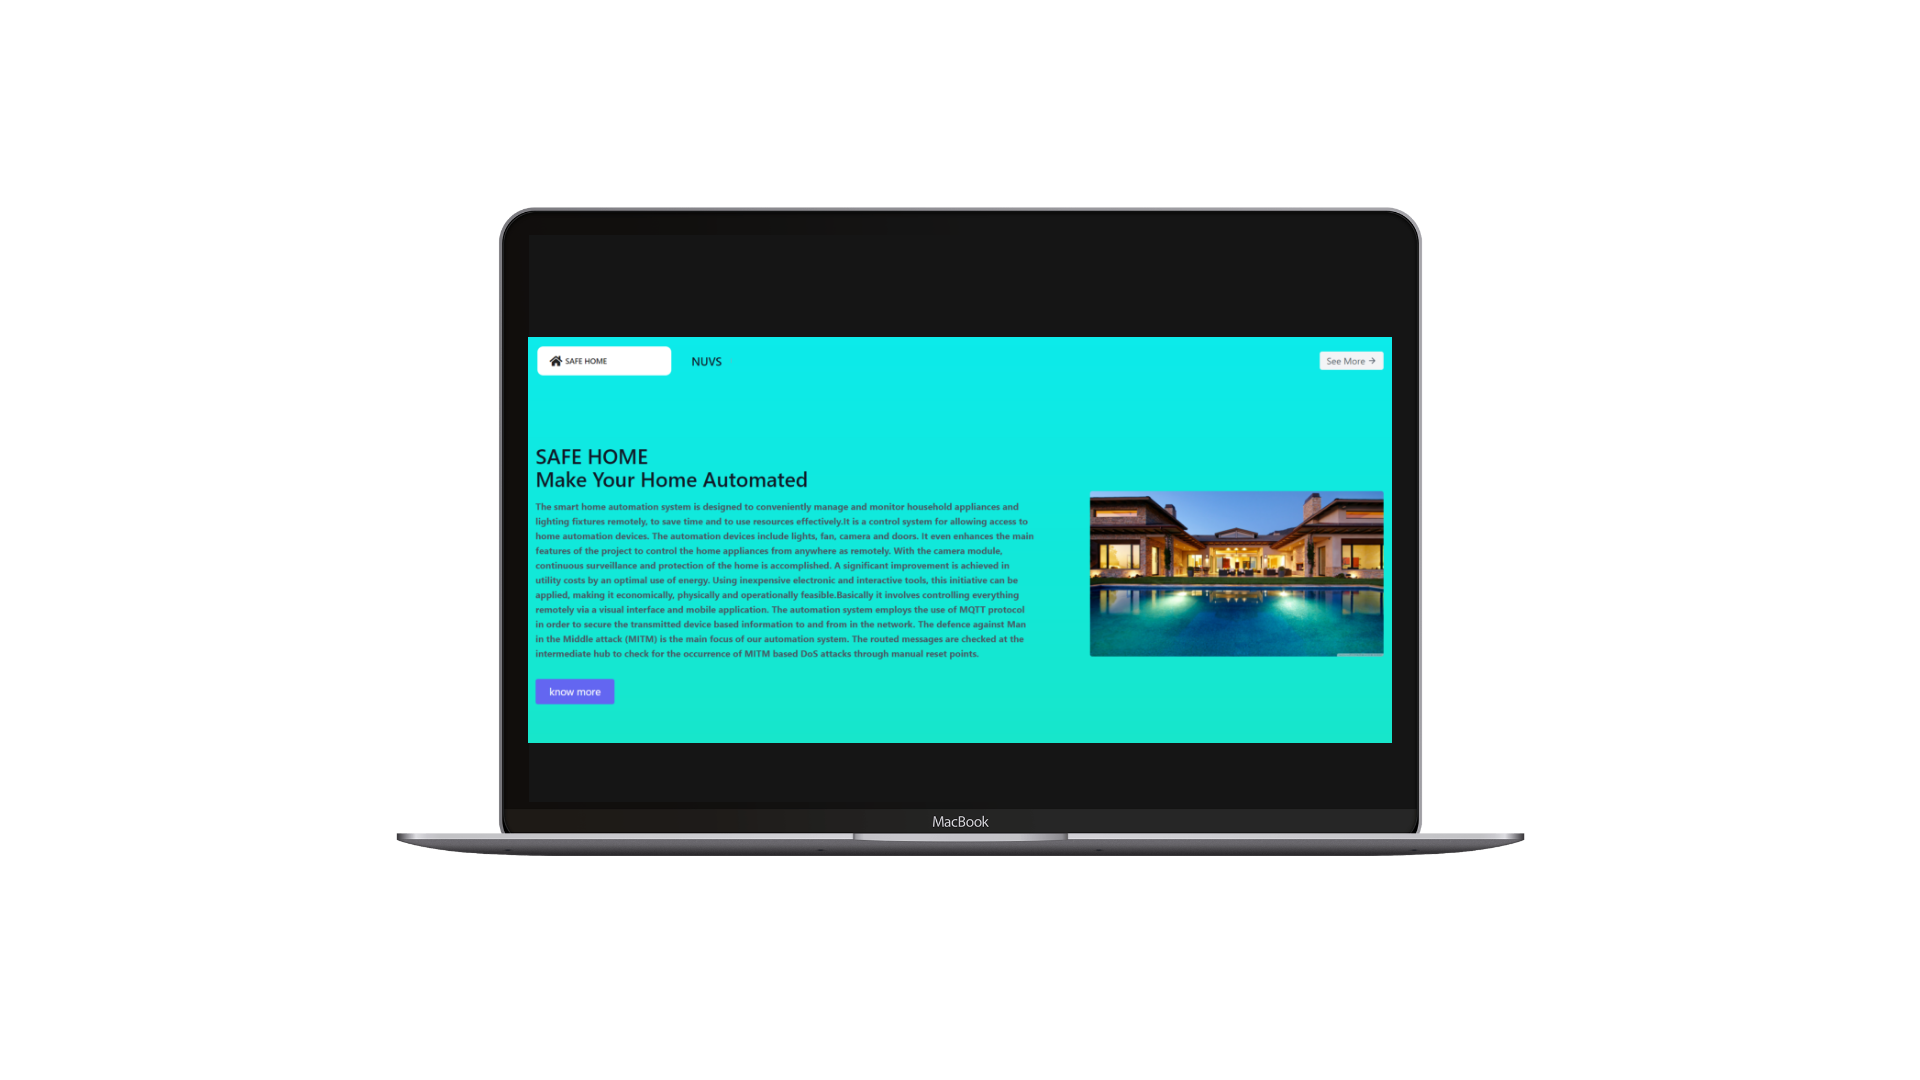 SAFE HOME
NUVS
See More →
SAFE HOME
Make Your Home Automated
The smart home automation system is designed to conveniently manage and monitor household appliances and
lighting fixtures remotely, to save time and to use resources effectively.It is a control system for allowing access to
home automation devices. The automation devices include lights, fan, camera and doors. It even enhances the main
features of the project to control the home appliances from anywhere as remotely. With the camera module,
continuous surveillance and protection of the home is accomplished. A significant improvement is achieved in
utility costs by an optimal use of energy. Using inexpensive electronic and interactive tools, this initiative can be
applied, making it economically, physically and operationally feasible.Basically it involves controlling everything
remotely via a visual interface and mobile application. The automation system employs the use of MQTT protocol
in order to secure the transmitted device based information to and from in the network. The defence against Man
in the Middle attack (MITM) is the main focus of our automation system. The routed messages are checked at the
intermediate hub to check for the occurrence of MITM based DoS attacks through manual reset points.
know more
MacBook